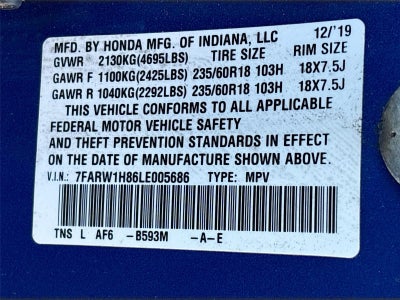 MFD. BY HONDA MFG. OF INDIANA, LLC 12/'19
GVWR 2130KG(4695LBS) TIRE SIZE RIM SIZE
GAWR F 1100KG(2425LBS) 235/60R18 103H 18X7.5J
GAWR R 1040KG(2292LBS) 235/60R18 103H 18X7.5J
THIS VEHICLE CONFORMS TO ALL APPLICABLE
FEDERAL MOTOR VEHICLE SAFETY
AND THEFT PREVENTION STANDARDS IN EFFECT
ON THE DATE OF MANUFACTURE SHOWN ABOVE.
V.I.N.: 7FARW1H86LE005686 TYPE: MPV
TNS L AF6 -B593M -A-E